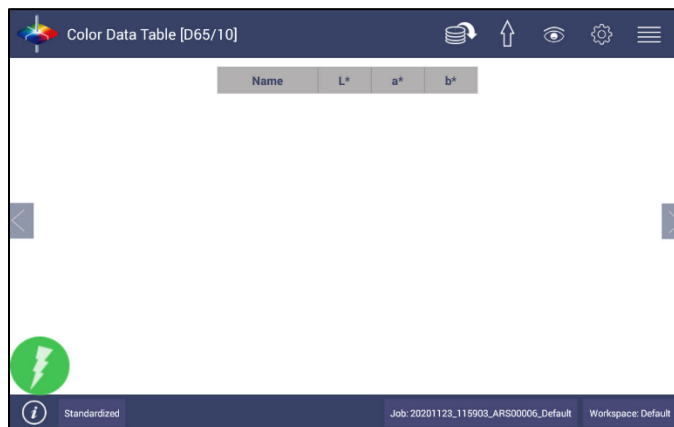 Color Data Table [D65/10]
Name L* a* b*
i Standardized Job: 20201123_115903_ARS00006_Default Workspace: Default